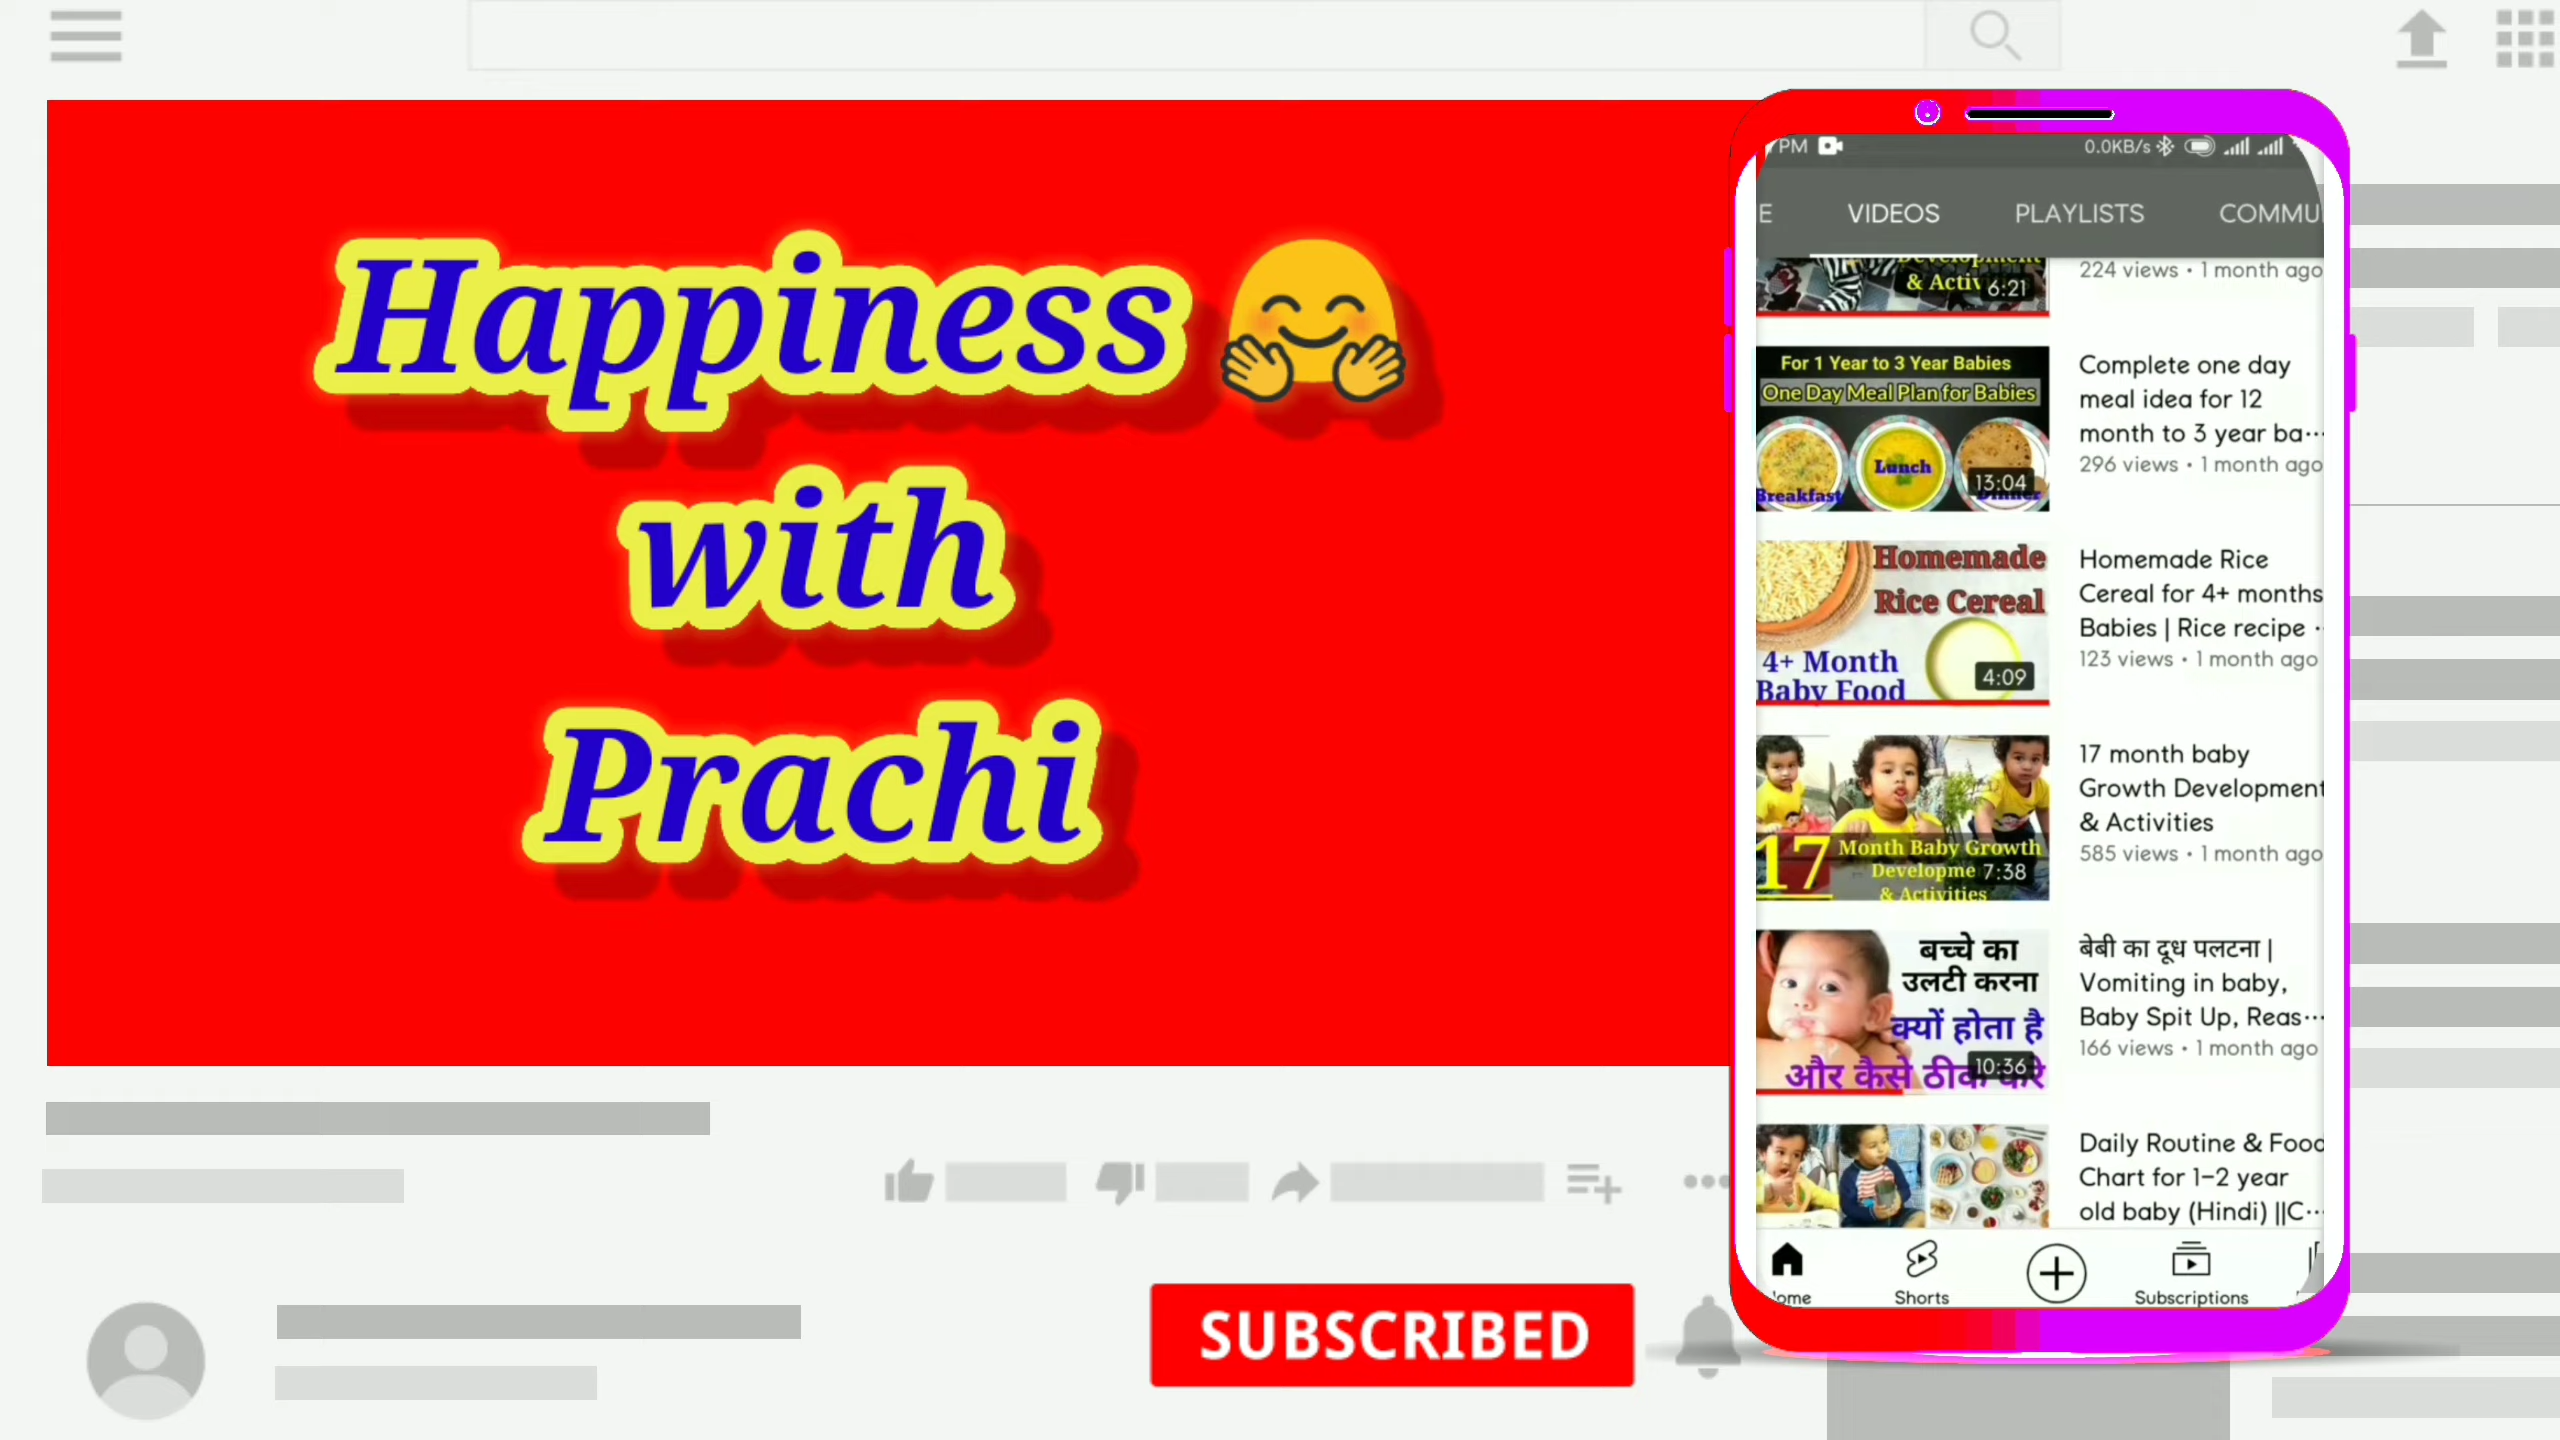 Happiness 🤗
with
Prachi
SUBSCRIBED
PM
0.0KB/s
E VIDEOS PLAYLISTS COMMU
& Activ
6:21
224 views • 1 month ago
For 1 Year to 3 Year Babies
One Day Meal Plan for Babies
Lunch
Breakfast
Dinner
13:04
Complete one day
meal idea for 12
month to 3 year ba...
296 views • 1 month ago
Homemade
Rice Cereal
4+ Month
Baby Food
4:09
Homemade Rice
Cereal for 4+ months
Babies | Rice recipe
123 views • 1 month ago
17 Month Baby Growth
Developme
& Activities
7:38
17 month baby
Growth Development
& Activities
585 views • 1 month ago
बच्चे का
उलटी करना
क्यों होता है
और कैसे ठीक करे
10:36
बेबी का दूध पलटना |
Vomiting in baby,
Baby Spit Up, Reas...
166 views • 1 month ago
Daily Routine & Food
Chart for 1-2 year
old baby (Hindi) ||C...
ome Shorts Subscriptions